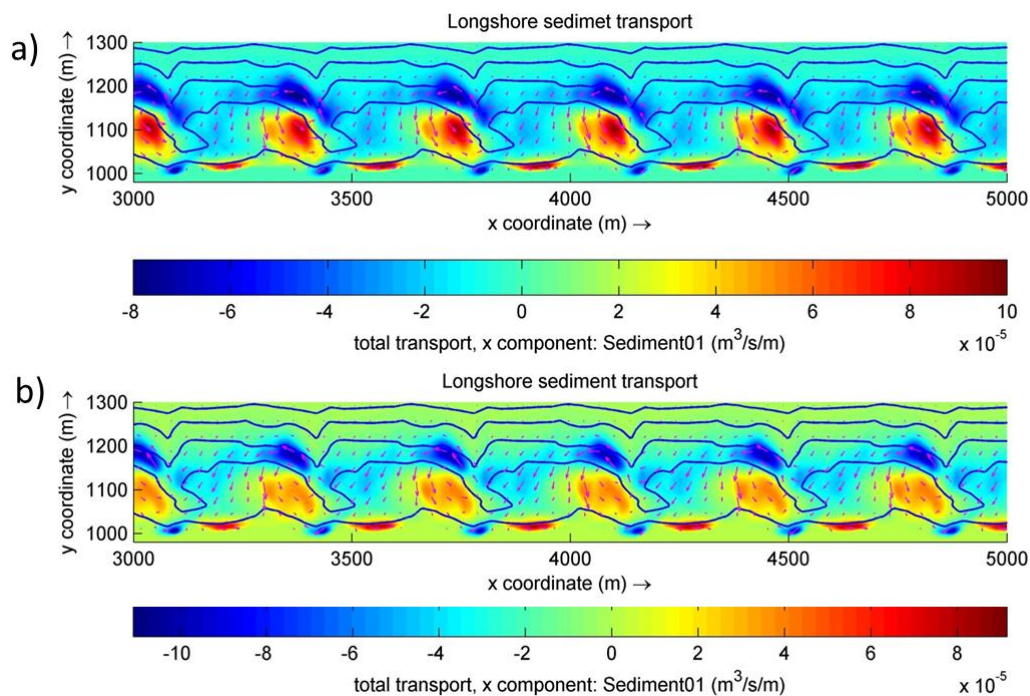 a)
Longshore sedimet transport
y coordinate (m) →
1300
1200
1100
1000
3000 3500 4000 4500 5000
x coordinate (m) →
-8 -6 -4 -2 0 2 4 6 8 10
total transport, x component: Sediment01 (m³/s/m) x 10⁻⁵
b)
Longshore sediment transport
y coordinate (m) →
1300
1200
1100
1000
3000 3500 4000 4500 5000
x coordinate (m) →
-10 -8 -6 -4 -2 0 2 4 6 8
total transport, x component: Sediment01 (m³/s/m) x 10⁻⁵